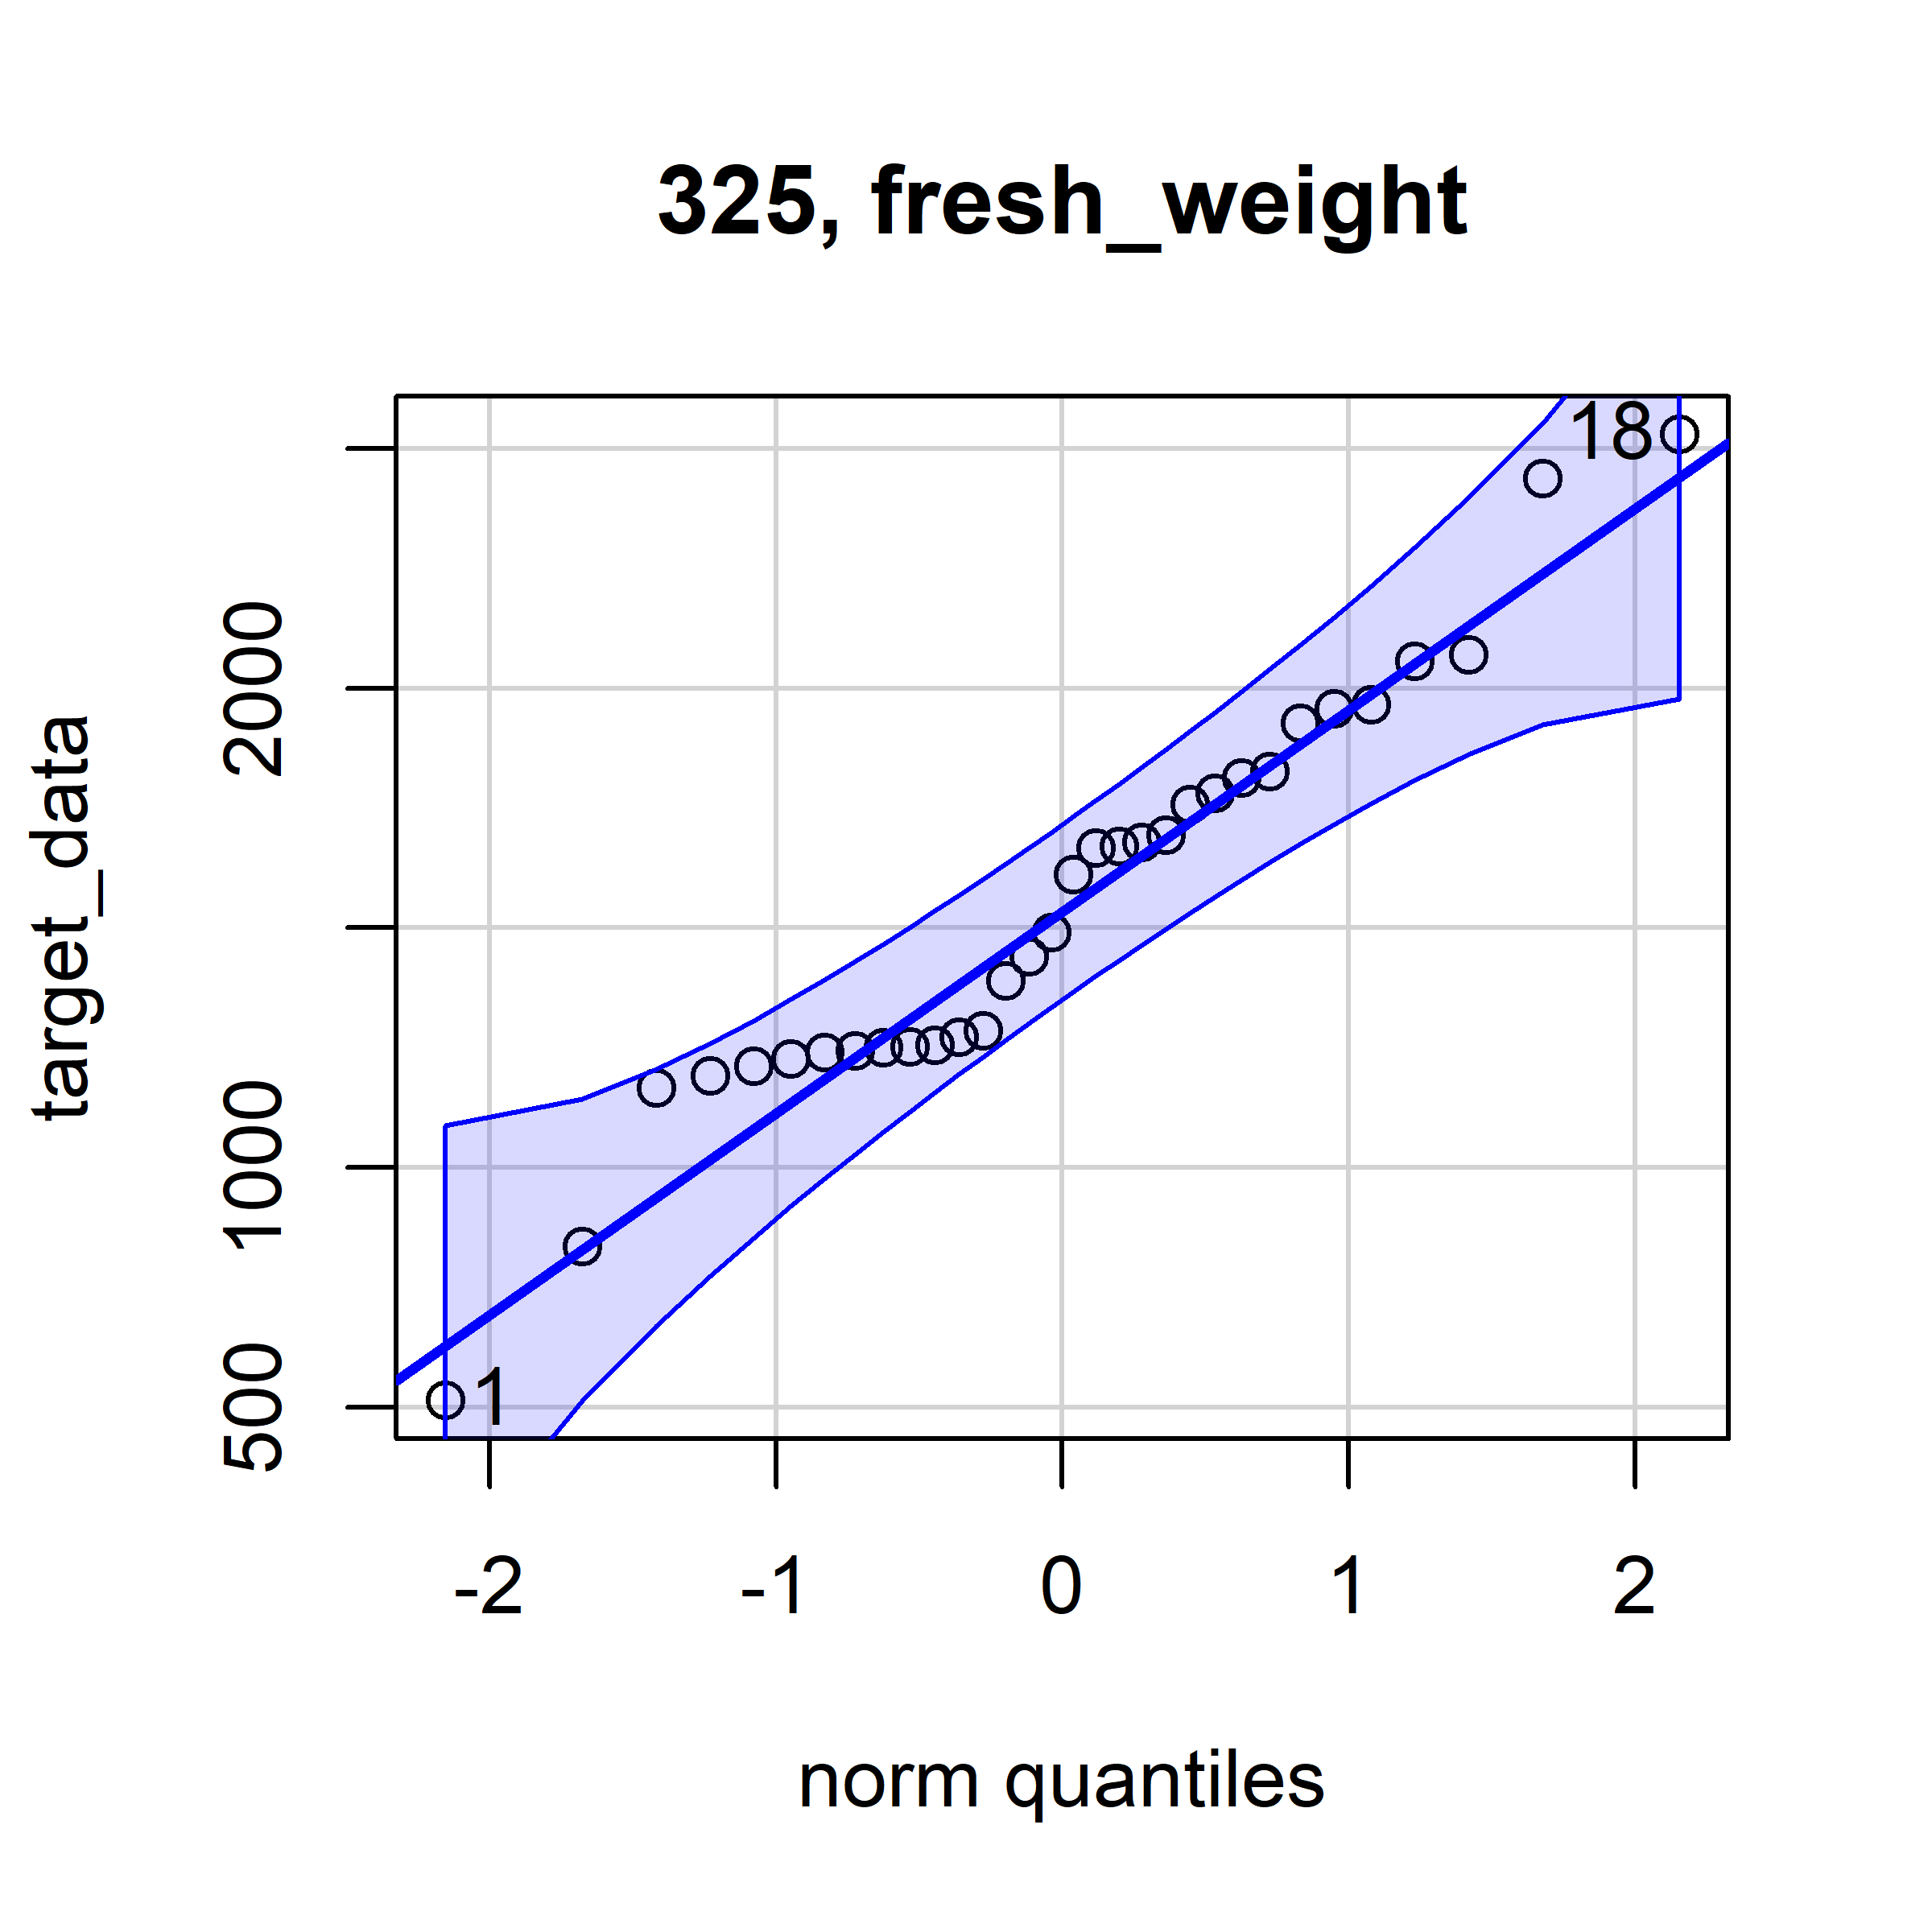 325, fresh_weight
target_data
2000
1000
500
18
1
-2 -1 0 1 2
norm quantiles